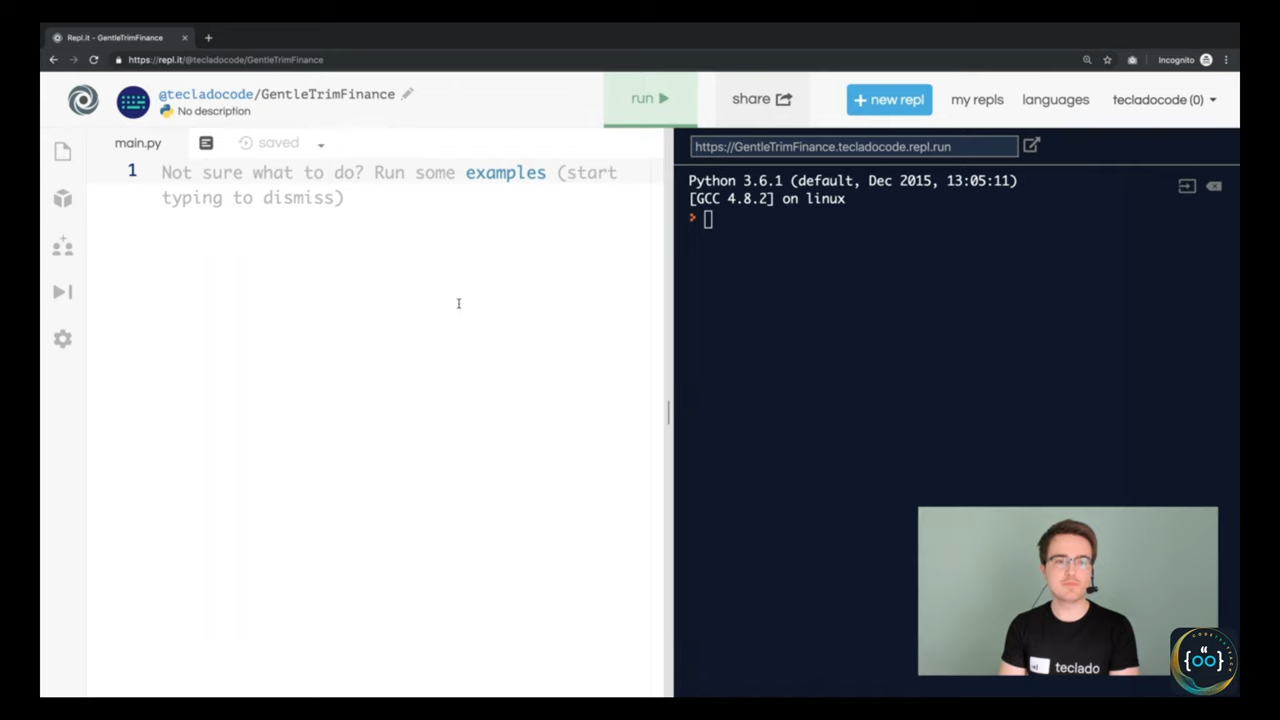 Repl.it - GentleTrimFinance
https://repl.it/@tecladocode/GentleTrimFinance
Incognito
@tecladocode/GentleTrimFinance
No description
run
share
+ new repl
my repls
languages
tecladocode (0)
main.py
saved
https://GentleTrimFinance.tecladocode.repl.run
1 Not sure what to do? Run some examples (start
typing to dismiss)
Python 3.6.1 (default, Dec 2015, 13:05:11)
[GCC 4.8.2] on linux
teclado